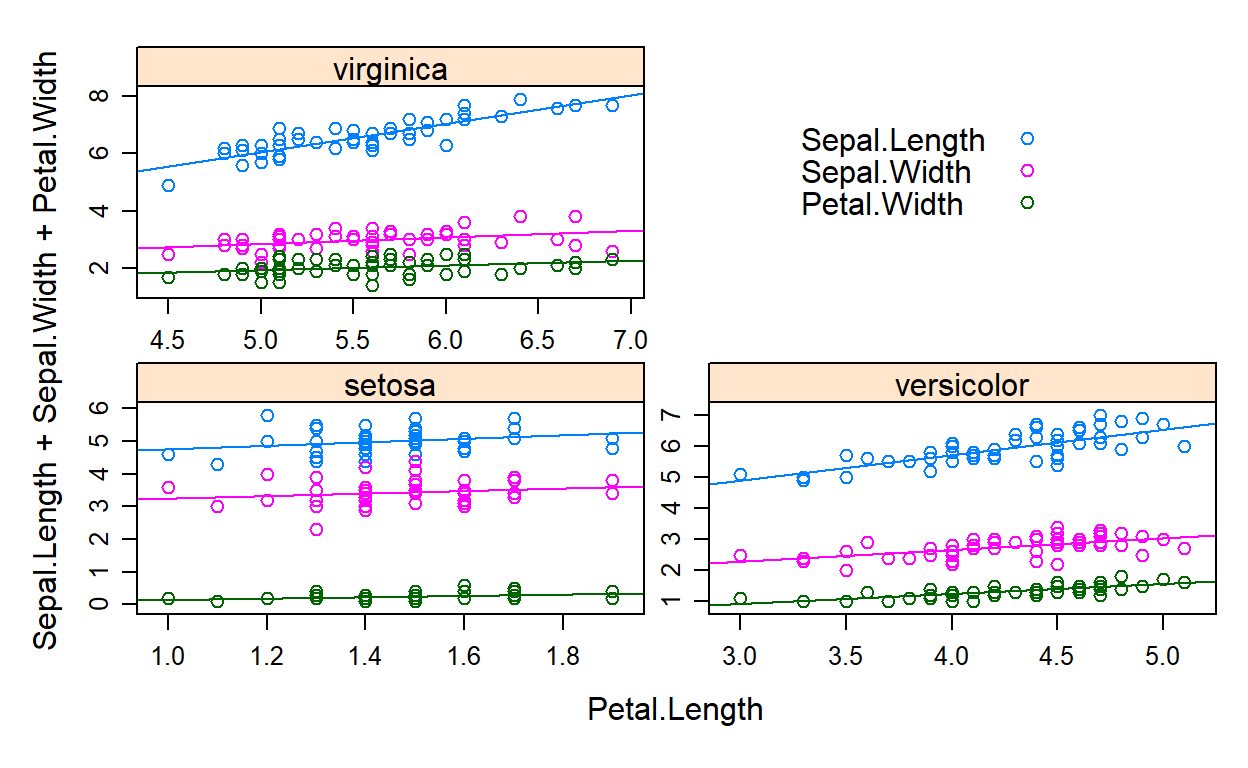 Sepal.Length + Sepal.Width + Petal.Width
virginica
8
6
4
2
4.5 5.0 5.5 6.0 6.5 7.0
Sepal.Length
Sepal.Width
Petal.Width
setosa
6
5
4
3
2
1
0
1.0 1.2 1.4 1.6 1.8
versicolor
7
6
5
4
3
2
1
3.0 3.5 4.0 4.5 5.0
Petal.Length